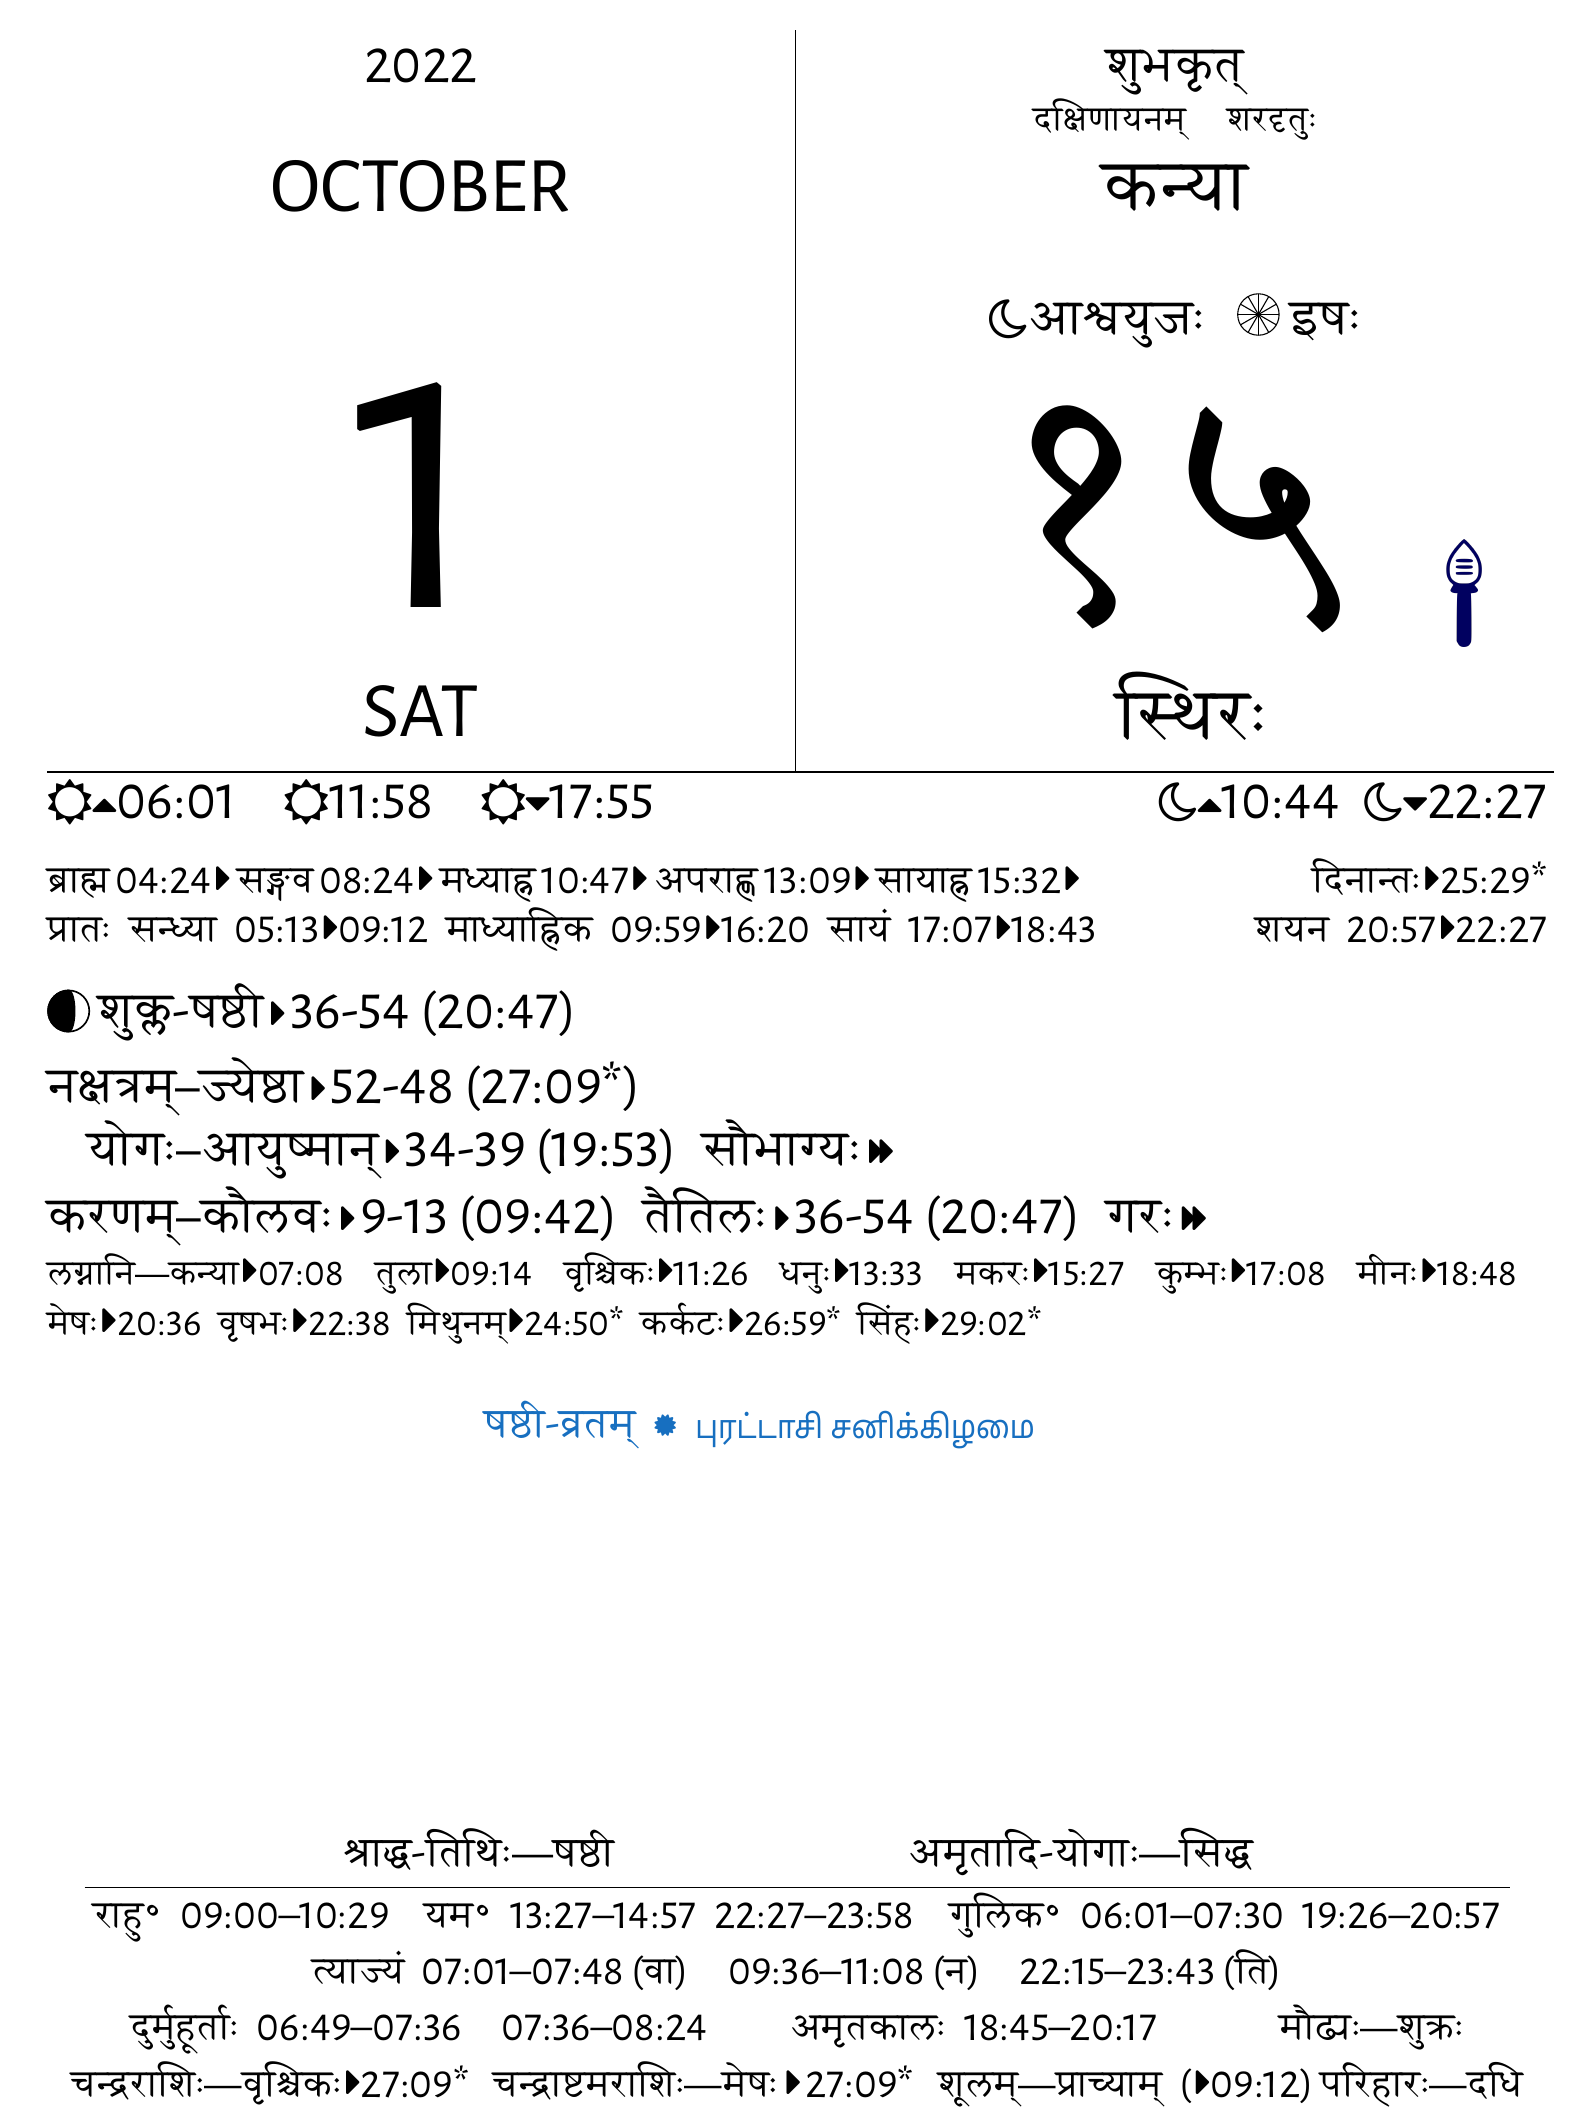 2022
OCTOBER
1
SAT
शुभकृत्
दक्षिणायनम् शरदृतुः
कन्या
आश्वयुजः इषः
१५
स्थिरः
06:01 11:58 17:55 10:44 22:27
ब्राह्म 04:24 सङ्गव 08:24 मध्याह्न 10:47 अपराह्ण 13:09 सायाह्न 15:32 दिनान्तः 25:29*
प्रातः सन्ध्या 05:13 09:12 माध्याह्निक 09:59 16:20 सायं 17:07 18:43 शयन 20:57 22:27
शुक्ल-षष्ठी 36-54 (20:47)
नक्षत्रम्–ज्येष्ठा 52-48 (27:09*)
योगः–आयुष्मान् 34-39 (19:53) सौभाग्यः
करणम्–कौलवः 9-13 (09:42) तैतिलः 36-54 (20:47) गरः
लग्नानि—कन्या 07:08 तुला 09:14 वृश्चिकः 11:26 धनुः 13:33 मकरः 15:27 कुम्भः 17:08 मीनः 18:48
मेषः 20:36 वृषभः 22:38 मिथुनम् 24:50* कर्कटः 26:59* सिंहः 29:02*
षष्ठी-व्रतम् புரட்டாசி சனிக்கிழமை
श्राद्ध-तिथिः—षष्ठी अमृतादि-योगाः—सिद्ध
राहु॰ 09:00–10:29 यम॰ 13:27–14:57 22:27–23:58 गुलिक॰ 06:01–07:30 19:26–20:57
त्याज्यं 07:01–07:48 (वा) 09:36–11:08 (न) 22:15–23:43 (ति)
दुर्मुहूर्ताः 06:49–07:36 07:36–08:24 अमृतकालः 18:45–20:17 मौढ्यः—शुक्रः
चन्द्रराशिः—वृश्चिकः 27:09* चन्द्राष्टमराशिः—मेषः 27:09* शूलम्—प्राच्याम् ( 09:12) परिहारः—दधि